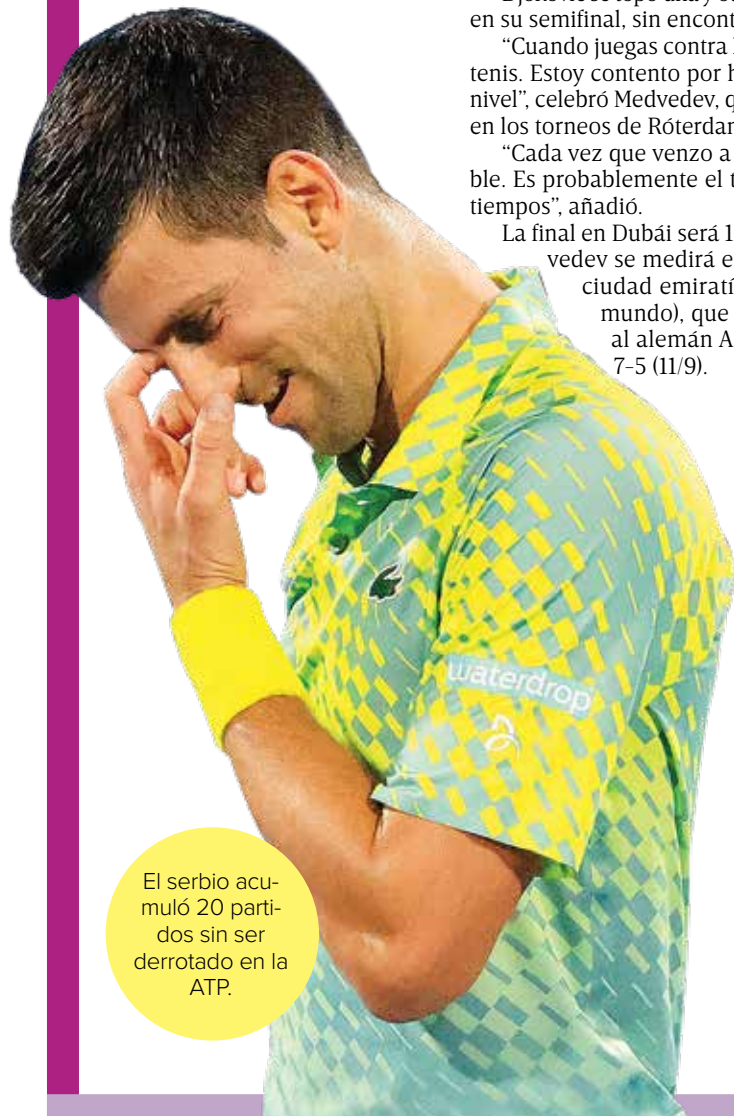 en su semifinal, sin encont
“Cuando juegas contra
tenis. Estoy contento por h
nivel”, celebró Medvedev, q
en los torneos de Róterdam
“Cada vez que venzo a
ble. Es probablemente el t
tiempos”, añadió.
La final en Dubái será 1
vedev se medirá e
ciudad emiratí
mundo), que
al alemán A
7-5 (11/9).
waterdrop
El serbio acu-
muló 20 parti-
dos sin ser
derrotado en la
ATP.